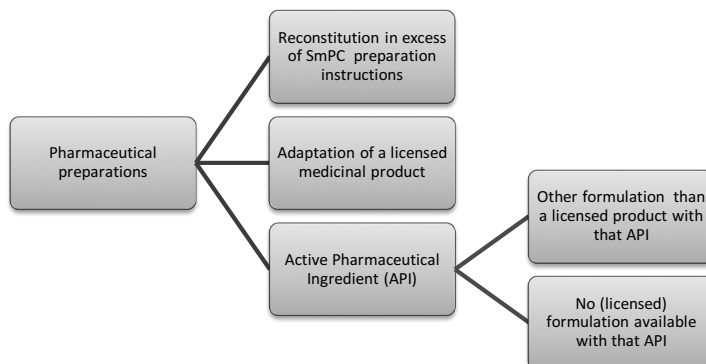 Reconstitution in excess
of SmPC preparation
instructions
Pharmaceutical
preparations
Adaptation of a licensed
medicinal product
Other formulation than
a licensed product with
that API
Active Pharmaceutical
Ingredient (API)
No (licensed)
formulation available
with that API